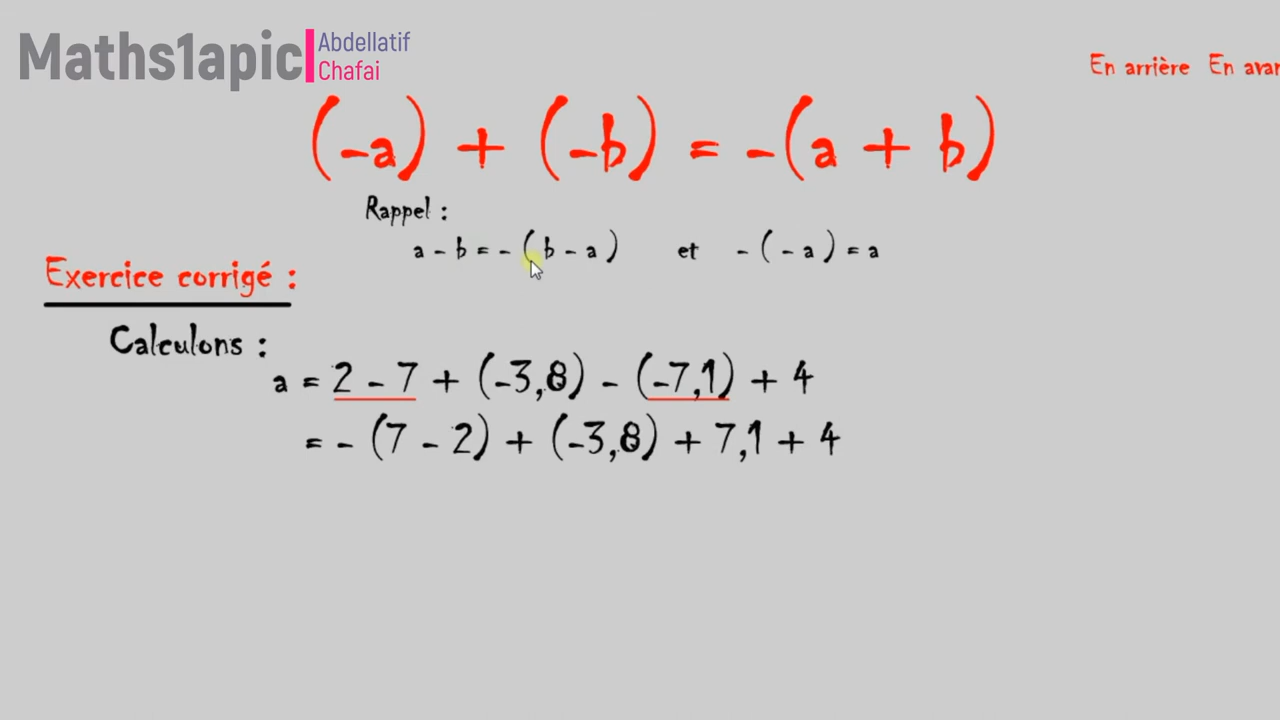 Maths1apic
Abdellatif
Chafai
En arrière En avan
(-a) + (-b) = -(a + b)
Rappel :
a - b = - (b - a) et - (- a) = a
Exercice corrigé :
Calculons :
a = 2 - 7 + (-3,8) - (-7,1) + 4
= - (7 - 2) + (-3,8) + 7,1 + 4